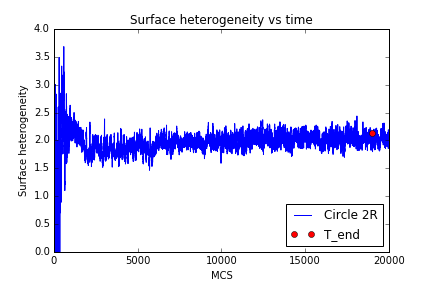 Surface heterogeneity vs time
Surface heterogeneity
4.0
3.5
3.0
2.5
2.0
1.5
1.0
0.5
0.0
Circle 2R
T_end
0 5000 10000 15000 20000
MCS